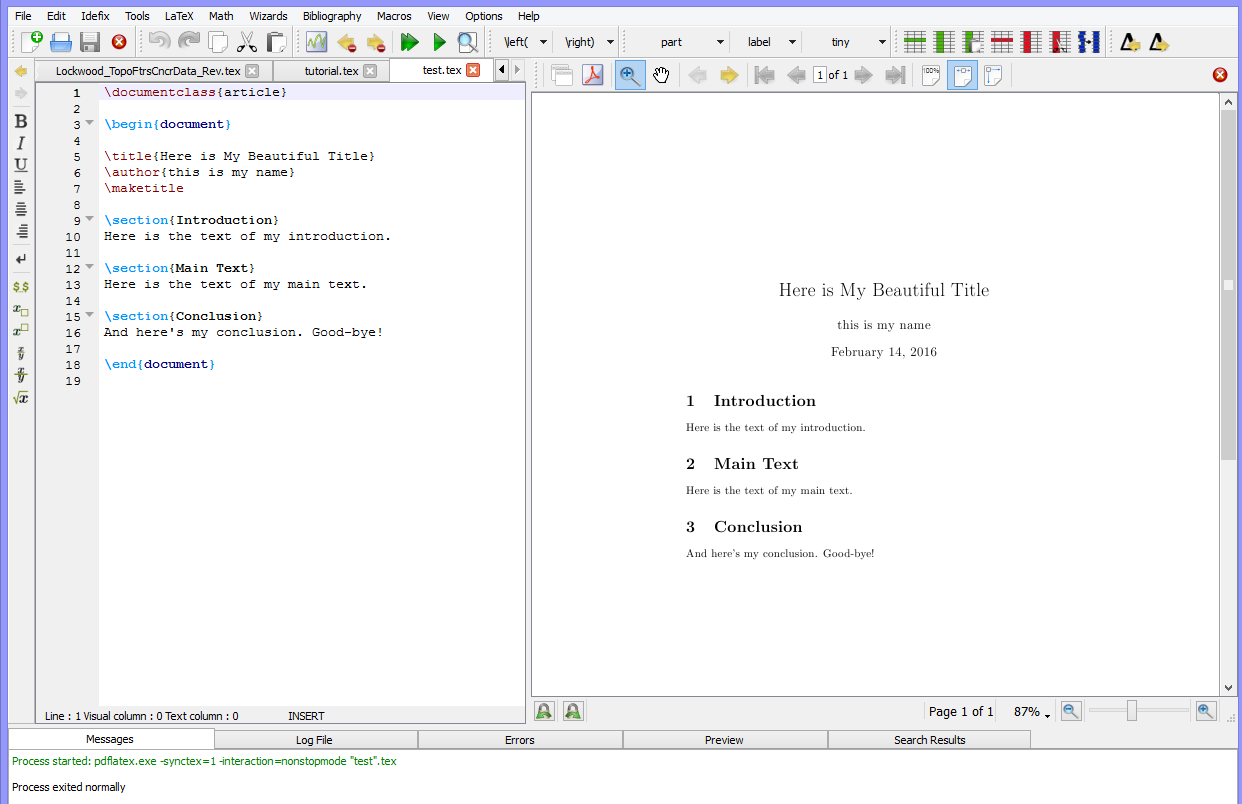 File Edit Idefix Tools LaTeX Math Wizards Bibliography Macros View Options Help
\left( \right) part label tiny
Lockwood_TopoFtrsCncrData_Rev.tex tutorial.tex test.tex
1 of 1 100%
1 \documentclass{article}
2
3 \begin{document}
4
5 \title{Here is My Beautiful Title}
6 \author{this is my name}
7 \maketitle
8
9 \section{Introduction}
10 Here is the text of my introduction.
11
12 \section{Main Text}
13 Here is the text of my main text.
14
15 \section{Conclusion}
16 And here's my conclusion. Good-bye!
17
18 \end{document}
19
B
I
U
$.$
x
x
x/y
x/y
√x
Line : 1 Visual column : 0 Text column : 0 INSERT
Here is My Beautiful Title
this is my name
February 14, 2016
1 Introduction
Here is the text of my introduction.
2 Main Text
Here is the text of my main text.
3 Conclusion
And here's my conclusion. Good-bye!
Page 1 of 1 87%
Messages Log File Errors Preview Search Results
Process started: pdflatex.exe -synctex=1 -interaction=nonstopmode "test".tex
Process exited normally